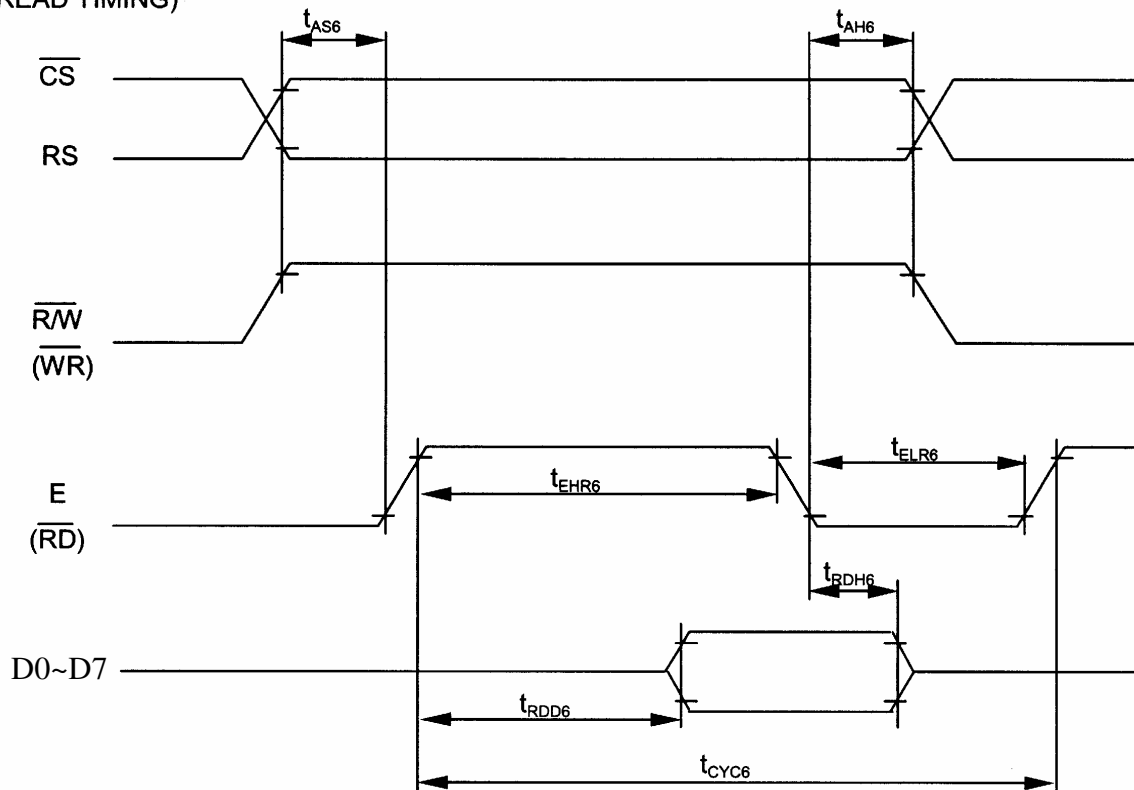 READ TIMING)
tAS6
tAH6
CS
RS
R/W
(WR)
tELR6
tEHR6
E
(RD)
tRDH6
D0~D7
tRDD6
tCYC6